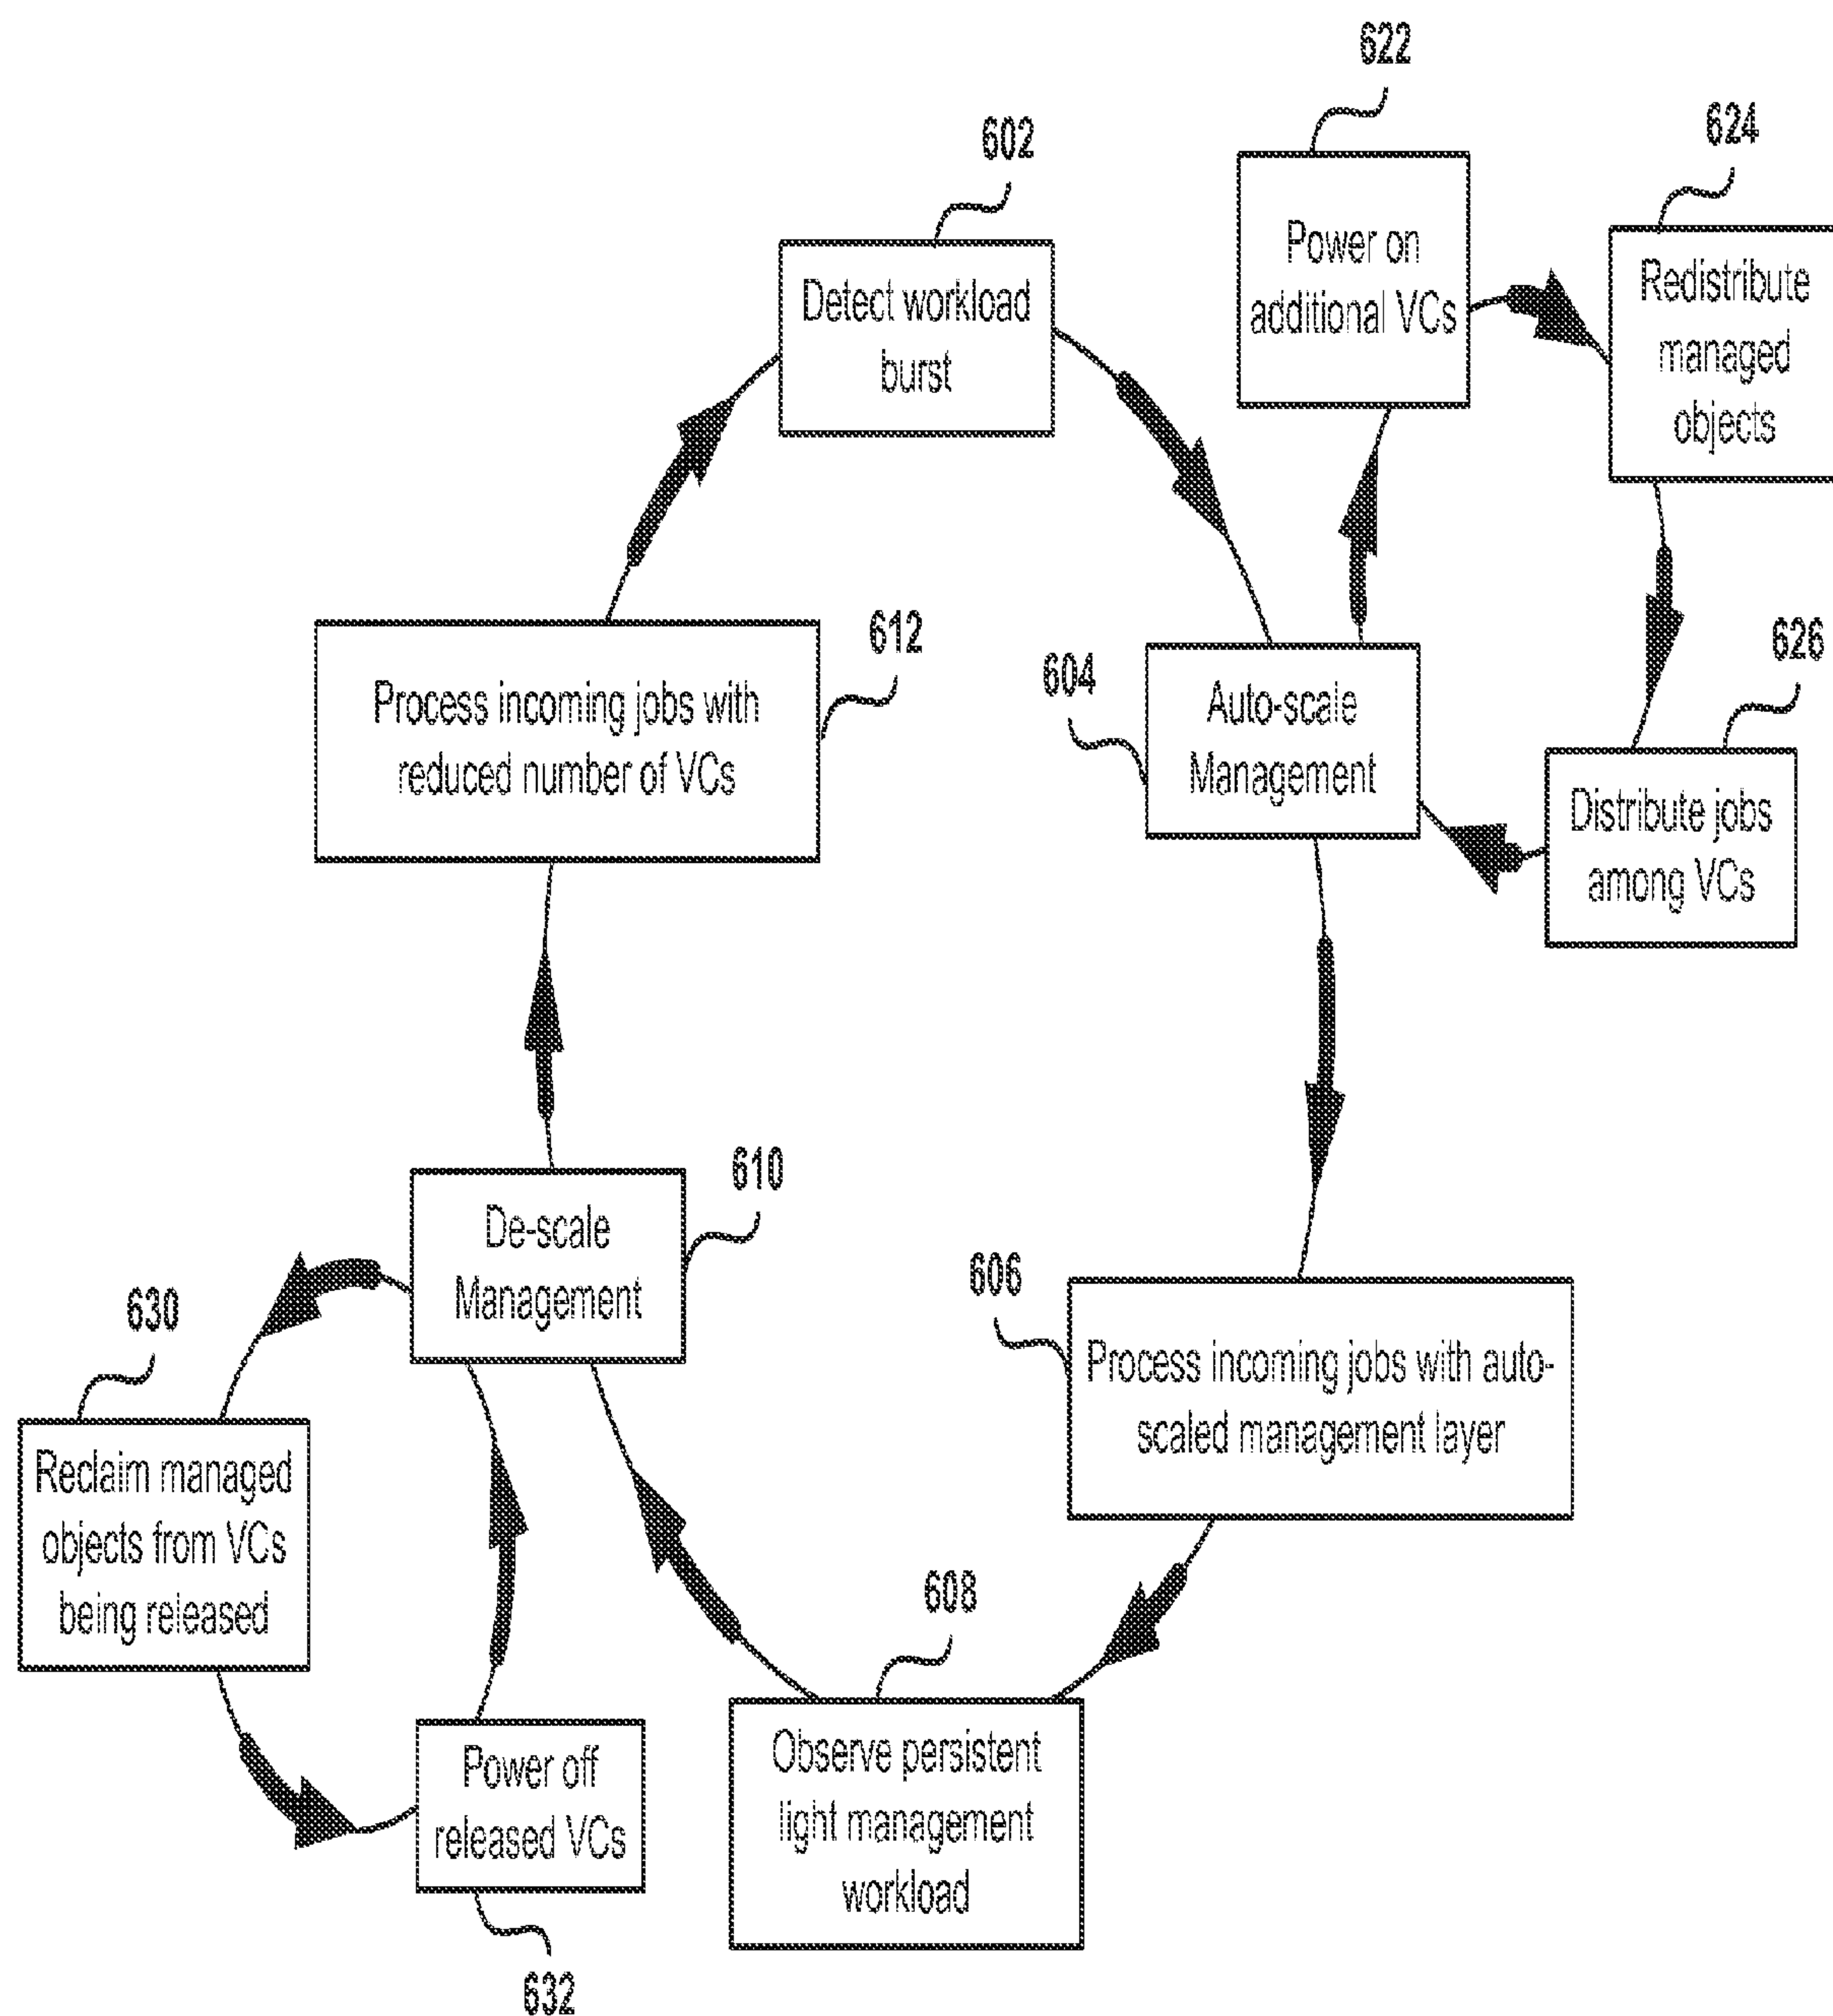 622
624
602
Power on
additional VCs
Redistribute
managed
objects
Detect workload
burst
612
626
604
Auto-scale
Management
Process incoming jobs with
reduced number of VCs
Distribute jobs
among VCs
610
De-scale
Management
606
630
Process incoming jobs with auto-
scaled management layer
Reclaim managed
objects from VCs
being released
608
Power off
released VCs
Observe persistent
light management
workload
632